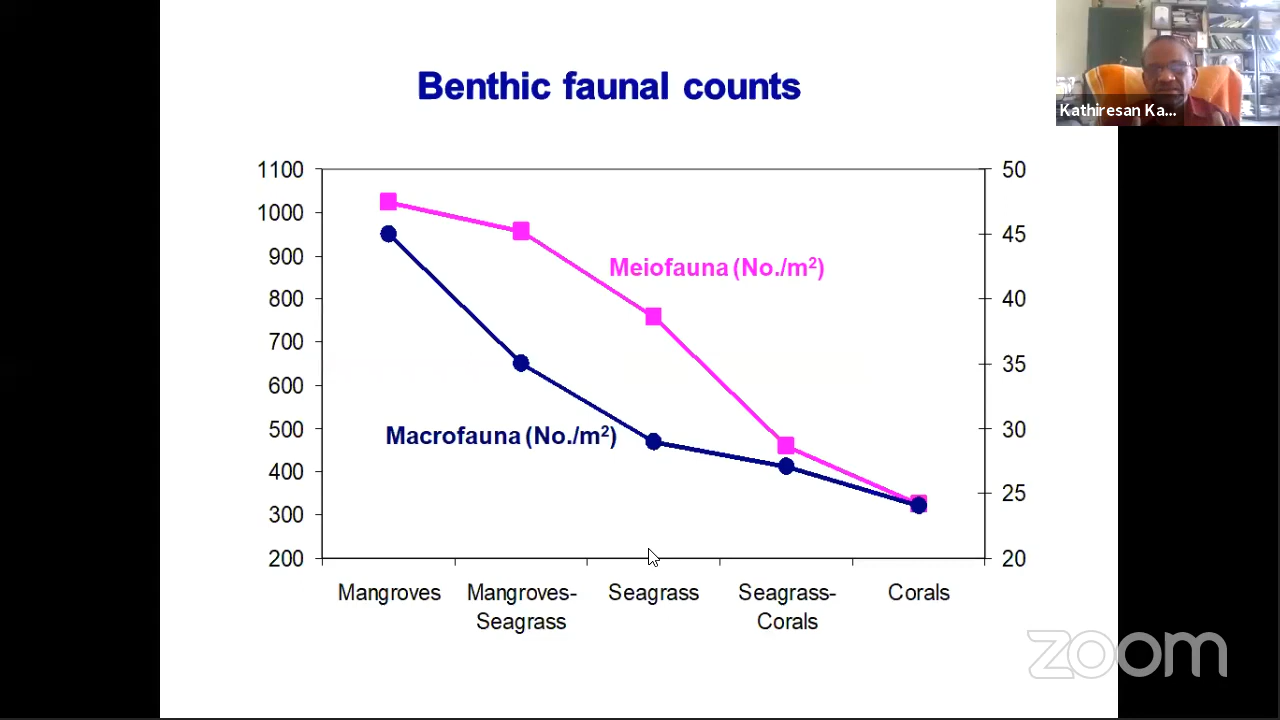 Benthic faunal counts
Kathiresan Ka...
1100
1000
900
800
700
600
500
400
300
200
50
45
40
35
30
25
20
Meiofauna (No./m²)
Macrofauna (No./m²)
Mangroves
Mangroves-
Seagrass
Seagrass
Seagrass-
Corals
Corals
zoom